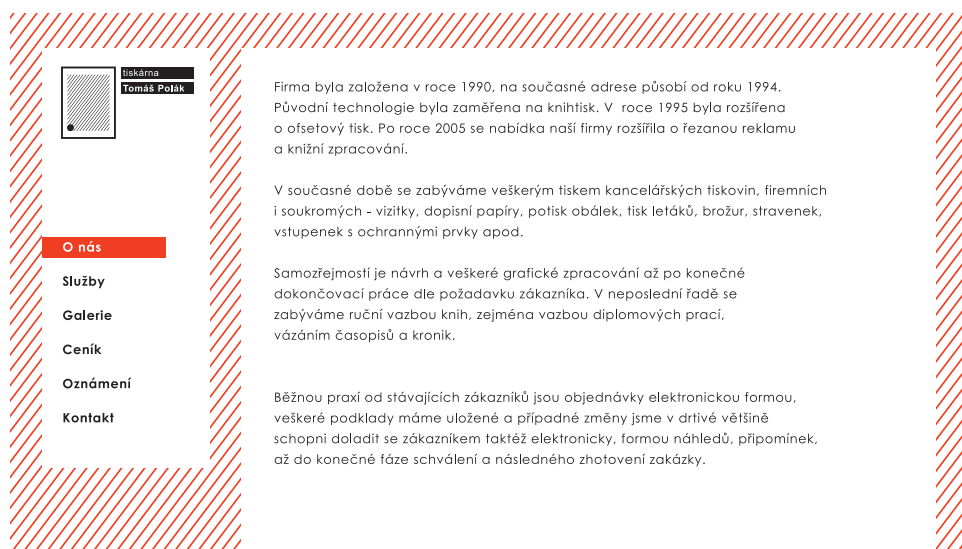 tiskárna
Tomáš Polák
O nás
Služby
Galerie
Ceník
Oznámení
Kontakt
Firma byla založena v roce 1990, na současné adrese působí od roku 1994.
Původní technologie byla zaměřena na knihtisk. V  roce 1995 byla rozšířena
o ofsetový tisk. Po roce 2005 se nabídka naší firmy rozšířila o řezanou reklamu
a knižní zpracování.
V současné době se zabýváme veškerým tiskem kancelářských tiskovin, firemních
i soukromých - vizitky, dopisní papíry, potisk obálek, tisk letáků, brožur, stravenek,
vstupenek s ochrannými prvky apod.
Samozřejmostí je návrh a veškeré grafické zpracování až po konečné
dokončovací práce dle požadavku zákazníka. V neposlední řadě se
zabýváme ruční vazbou knih, zejména vazbou diplomových prací,
vázáním časopisů a kronik.
Běžnou praxí od stávajících zákazníků jsou objednávky elektronickou formou,
veškeré podklady máme uložené a případné změny jsme v drtivé většině
schopni doladit se zákazníkem taktéž elektronicky, formou náhledů, připomínek,
až do konečné fáze schválení a následného zhotovení zakázky.